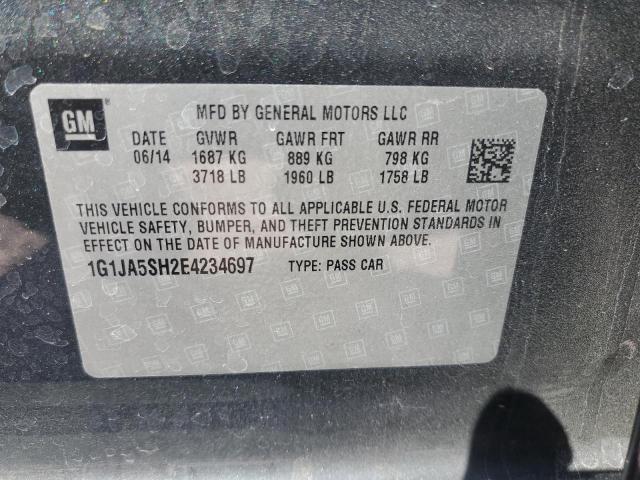 GM
MFD BY GENERAL MOTORS LLC
DATE GVWR GAWR FRT GAWR RR
06/14 1687 KG 889 KG 798 KG
3718 LB 1960 LB 1758 LB
THIS VEHICLE CONFORMS TO ALL APPLICABLE U.S. FEDERAL MOTOR
VEHICLE SAFETY, BUMPER, AND THEFT PREVENTION STANDARDS IN
EFFECT ON THE DATE OF MANUFACTURE SHOWN ABOVE.
1G1JA5SH2E4234697 TYPE: PASS CAR